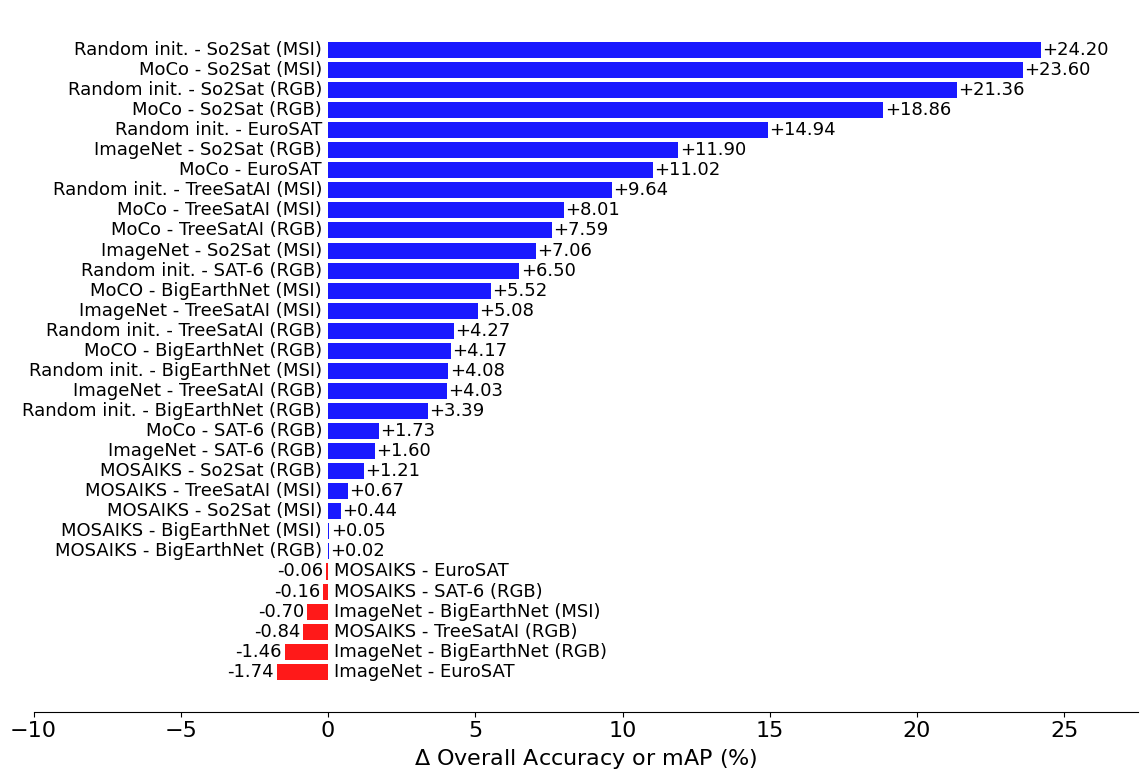 Random init. - So2Sat (MSI) +24.20
MoCo - So2Sat (MSI) +23.60
Random init. - So2Sat (RGB) +21.36
MoCo - So2Sat (RGB) +18.86
Random init. - EuroSAT +14.94
ImageNet - So2Sat (RGB) +11.90
MoCo - EuroSAT +11.02
Random init. - TreeSatAI (MSI) +9.64
MoCo - TreeSatAI (MSI) +8.01
MoCo - TreeSatAI (RGB) +7.59
ImageNet - So2Sat (MSI) +7.06
Random init. - SAT-6 (RGB) +6.50
MoCO - BigEarthNet (MSI) +5.52
ImageNet - TreeSatAI (MSI) +5.08
Random init. - TreeSatAI (RGB) +4.27
MoCO - BigEarthNet (RGB) +4.17
Random init. - BigEarthNet (MSI) +4.08
ImageNet - TreeSatAI (RGB) +4.03
Random init. - BigEarthNet (RGB) +3.39
MoCo - SAT-6 (RGB) +1.73
ImageNet - SAT-6 (RGB) +1.60
MOSAIKS - So2Sat (RGB) +1.21
MOSAIKS - TreeSatAI (MSI) +0.67
MOSAIKS - So2Sat (MSI) +0.44
MOSAIKS - BigEarthNet (MSI) +0.05
MOSAIKS - BigEarthNet (RGB) +0.02
-0.06 MOSAIKS - EuroSAT
-0.16 MOSAIKS - SAT-6 (RGB)
-0.70 ImageNet - BigEarthNet (MSI)
-0.84 MOSAIKS - TreeSatAI (RGB)
-1.46 ImageNet - BigEarthNet (RGB)
-1.74 ImageNet - EuroSAT
−10 −5 0 5 10 15 20 25
Δ Overall Accuracy or mAP (%)